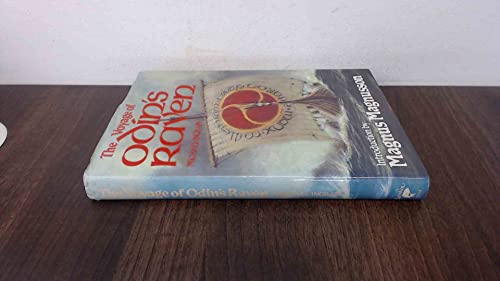 The Voyage of
ODIN'S
RAVEN
Introduction by
Magnus Magnusson
The Voyage of Odin's Raven